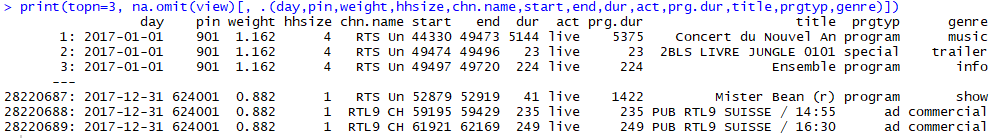 > print(topn=3, na.omit(view)[, .(day,pin,weight,hhsize,chn.name,start,end,dur,act,prg.dur,title,prgtyp,genre)])
day pin weight hhsize chn.name start end dur act prg.dur title prgtyp genre
1: 2017-01-01 901 1.162 4 RTS Un 44330 49473 5144 live 5375 Concert du Nouvel An program music
2: 2017-01-01 901 1.162 4 RTS Un 49474 49496 23 live 23 2BLS LIVRE JUNGLE 0101 special trailer
3: 2017-01-01 901 1.162 4 RTS Un 49497 49720 224 live 224 Ensemble program info
---
28220687: 2017-12-31 624001 0.882 1 RTS Un 52879 52919 41 live 1422 Mister Bean (r) program show
28220688: 2017-12-31 624001 0.882 1 RTL9 CH 59195 59429 235 live 235 PUB RTL9 SUISSE / 14:55 ad commercial
28220689: 2017-12-31 624001 0.882 1 RTL9 CH 61921 62169 249 live 249 PUB RTL9 SUISSE / 16:30 ad commercial